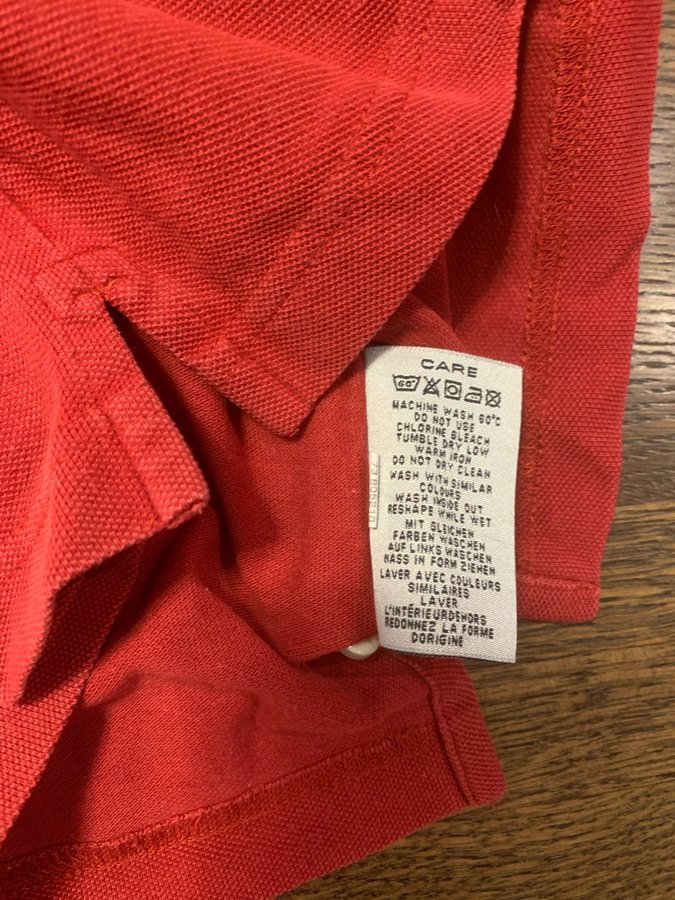 CARE
60°
MACHINE WASH 60°C
DO NOT USE
CHLORINE BLEACH
TUMBLE DRY LOW
WARM IRON
DO NOT DRY CLEAN
WASH WITH SIMILAR
COLOURS
WASH INSIDE OUT
RESHAPE WHILE WET
MIT GLEICHEN
FARBEN WASCHEN
AUF LINKS WASCHEN
NASS IN FORM ZIEHEN
LAVER AVEC COULEURS
SIMILAIRES
LAVER
L'INTÉRIEURDEHORS
REDONNEZ LA FORME
DORIGINE